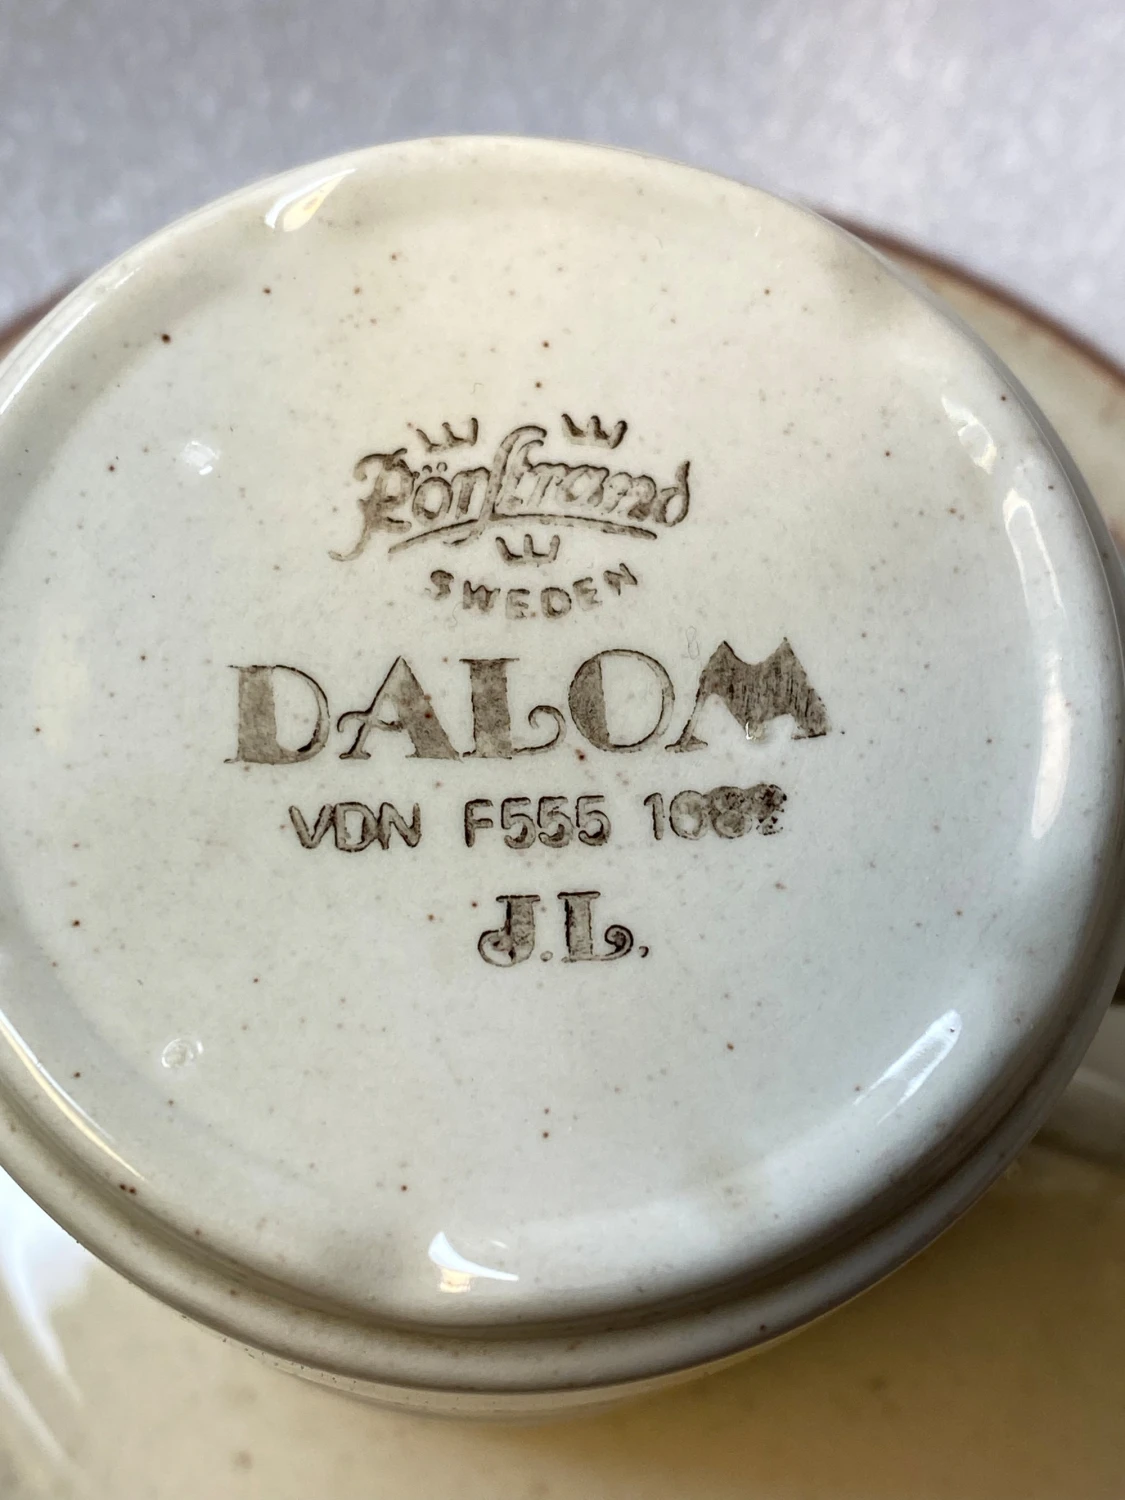 Rörstrand
SWEDEN
DALOM
VDN F555
J.L.